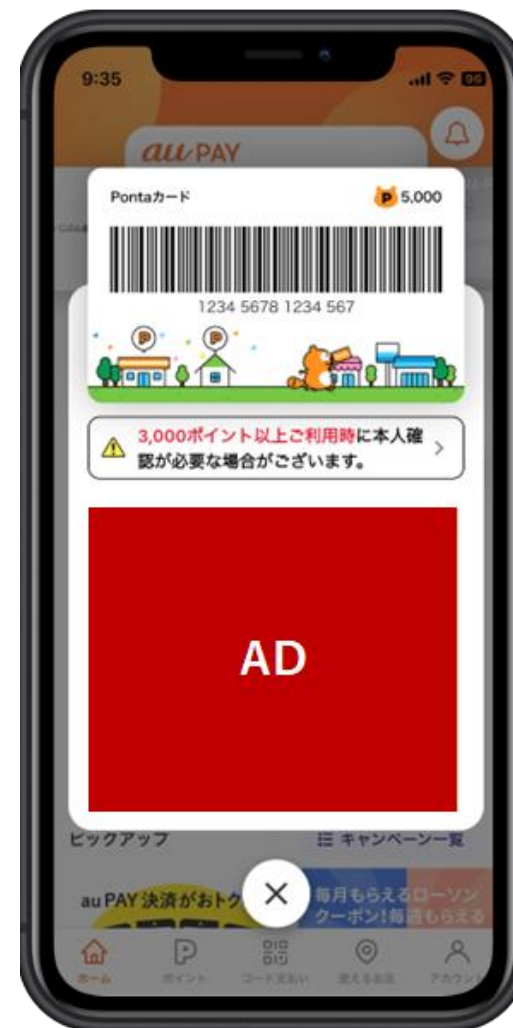 9:35
96
au PAY
Pontaカード
P 5,000
1234 5678 1234 567
P
P
3,000ポイント以上ご利用時に本人確
認が必要な場合がございます。
AD
ピックアップ
キャンペーン一覧
au PAY 決済がおトク
毎月もらえるローソン
クーポン!毎週もらえる
ホーム
ポイント
コード支払い
使えるお店
アカウント